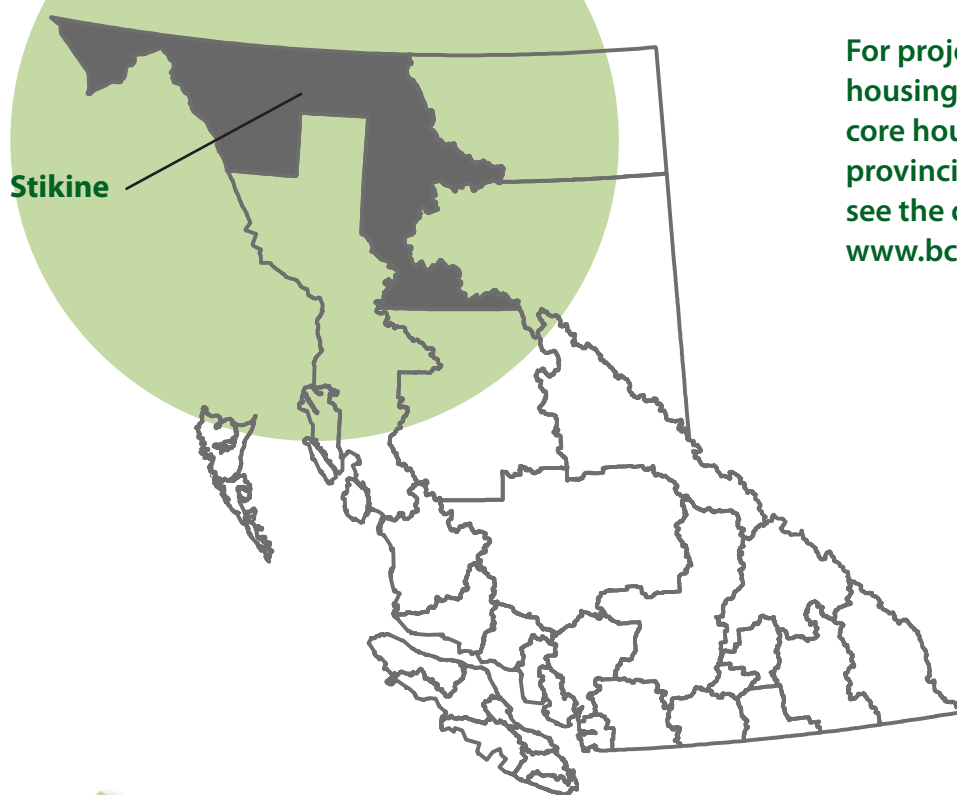 Stikine
For proj
housing
core hou
provinci
see the
www.bc